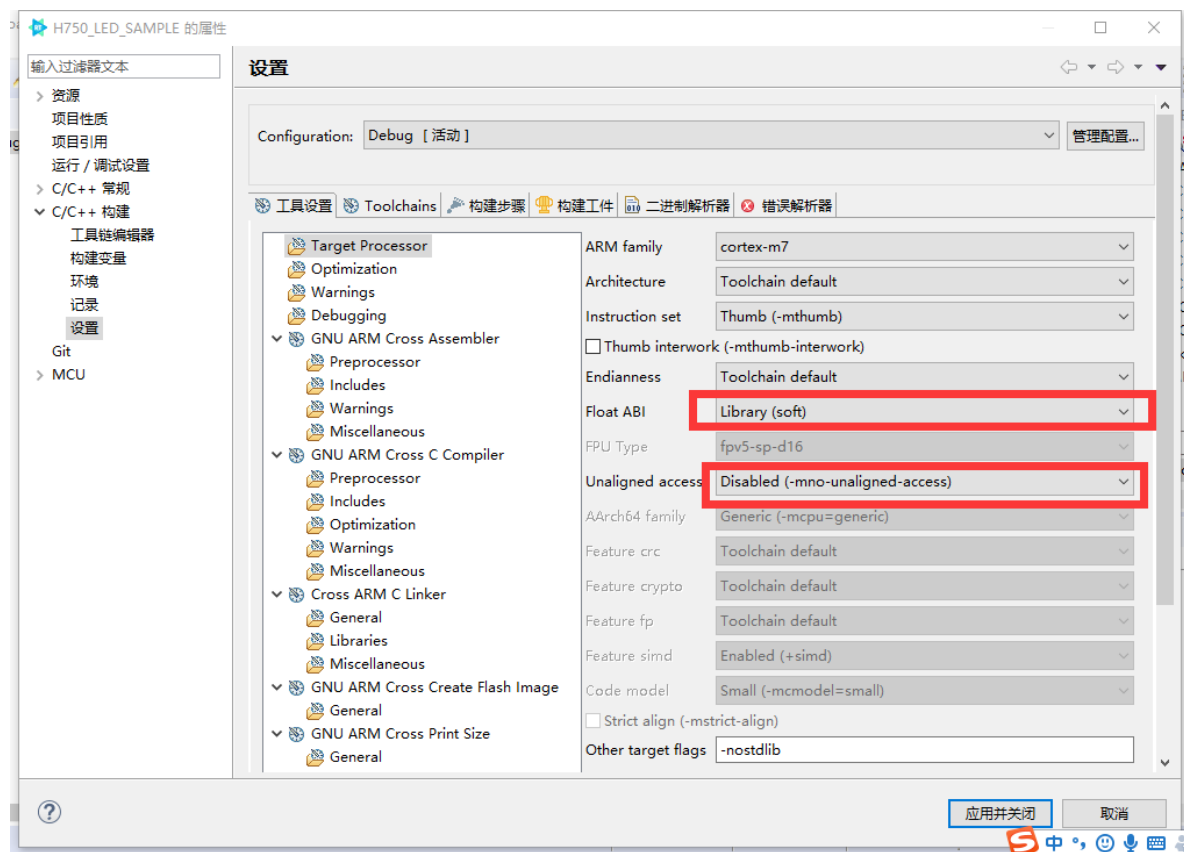 H750_LED_SAMPLE 的属性
输入过滤器文本
设置
资源
项目性质
项目引用
运行 / 调试设置
C/C++ 常规
C/C++ 构建
工具链编辑器
构建变量
环境
记录
设置
Git
MCU
Configuration: Debug [ 活动 ] 管理配置...
工具设置 Toolchains 构建步骤 构建工件 二进制解析器 错误解析器
Target Processor
Optimization
Warnings
Debugging
GNU ARM Cross Assembler
Preprocessor
Includes
Warnings
Miscellaneous
GNU ARM Cross C Compiler
Preprocessor
Includes
Optimization
Warnings
Miscellaneous
Cross ARM C Linker
General
Libraries
Miscellaneous
GNU ARM Cross Create Flash Image
General
GNU ARM Cross Print Size
General
ARM family cortex-m7
Architecture Toolchain default
Instruction set Thumb (-mthumb)
Thumb interwork (-mthumb-interwork)
Endianness Toolchain default
Float ABI Library (soft)
FPU Type fpv5-sp-d16
Unaligned access Disabled (-mno-unaligned-access)
AArch64 family Generic (-mcpu=generic)
Feature crc Toolchain default
Feature crypto Toolchain default
Feature fp Toolchain default
Feature simd Enabled (+simd)
Code model Small (-mcmodel=small)
Strict align (-mstrict-align)
Other target flags -nostdlib
应用并关闭 取消
中